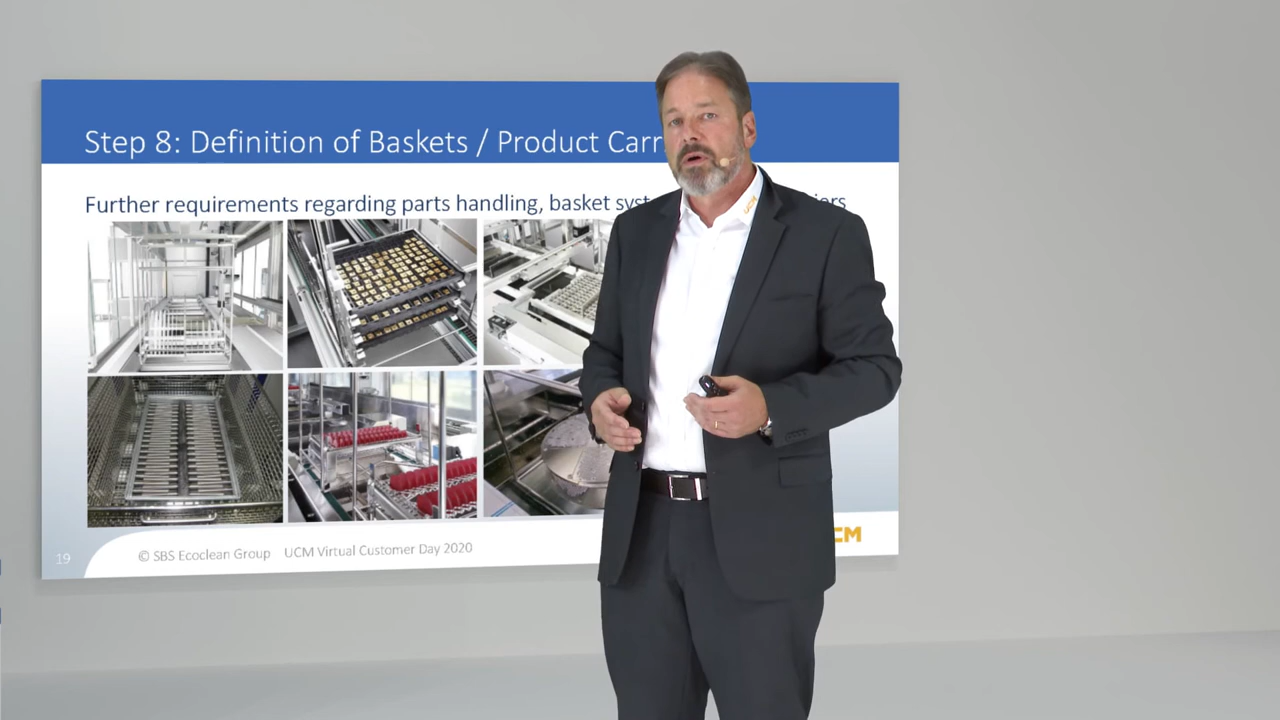 Step 8: Definition of Baskets / Product Carr
Further requirements regarding parts handling, basket syst
19
© SBS Ecoclean Group UCM Virtual Customer Day 2020
CM
UCM